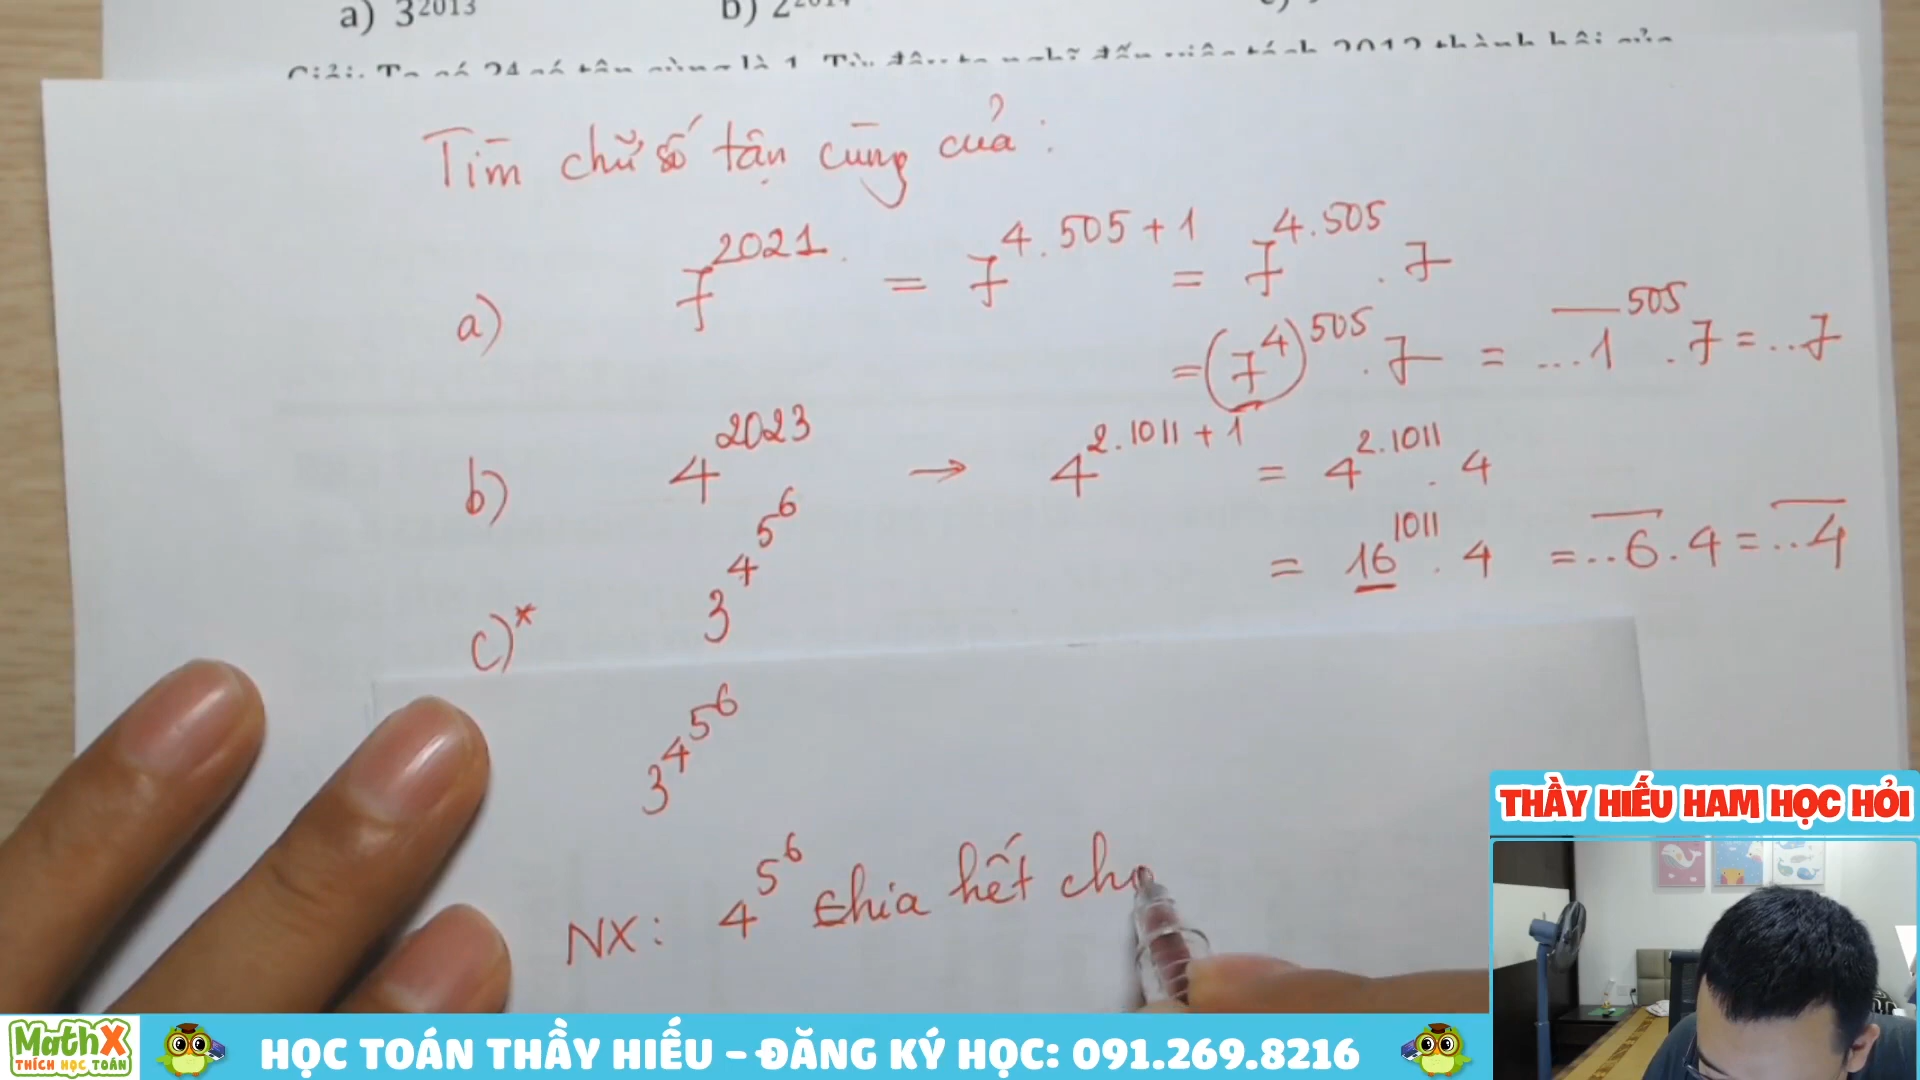 a) 3^2013 b) 2^2014
Tìm chữ số tận cùng của :
a) 7^2021 = 7^(4.505+1) = 7^(4.505) . 7
= (7^4)^505 . 7 = ...1^505 . 7 = ..7
b) 4^2023 → 4^(2.1011+1) = 4^(2.1011) . 4
= 16^1011 . 4 = ..6 . 4 = ..4
c)* 3^4^5^6
3^4^5^6
NX: 4^5^6 chia hết cho
THẦY HIẾU HAM HỌC HỎI
MathX
THÍCH HỌC TOÁN
HỌC TOÁN THẦY HIẾU - ĐĂNG KÝ HỌC: 091.269.8216